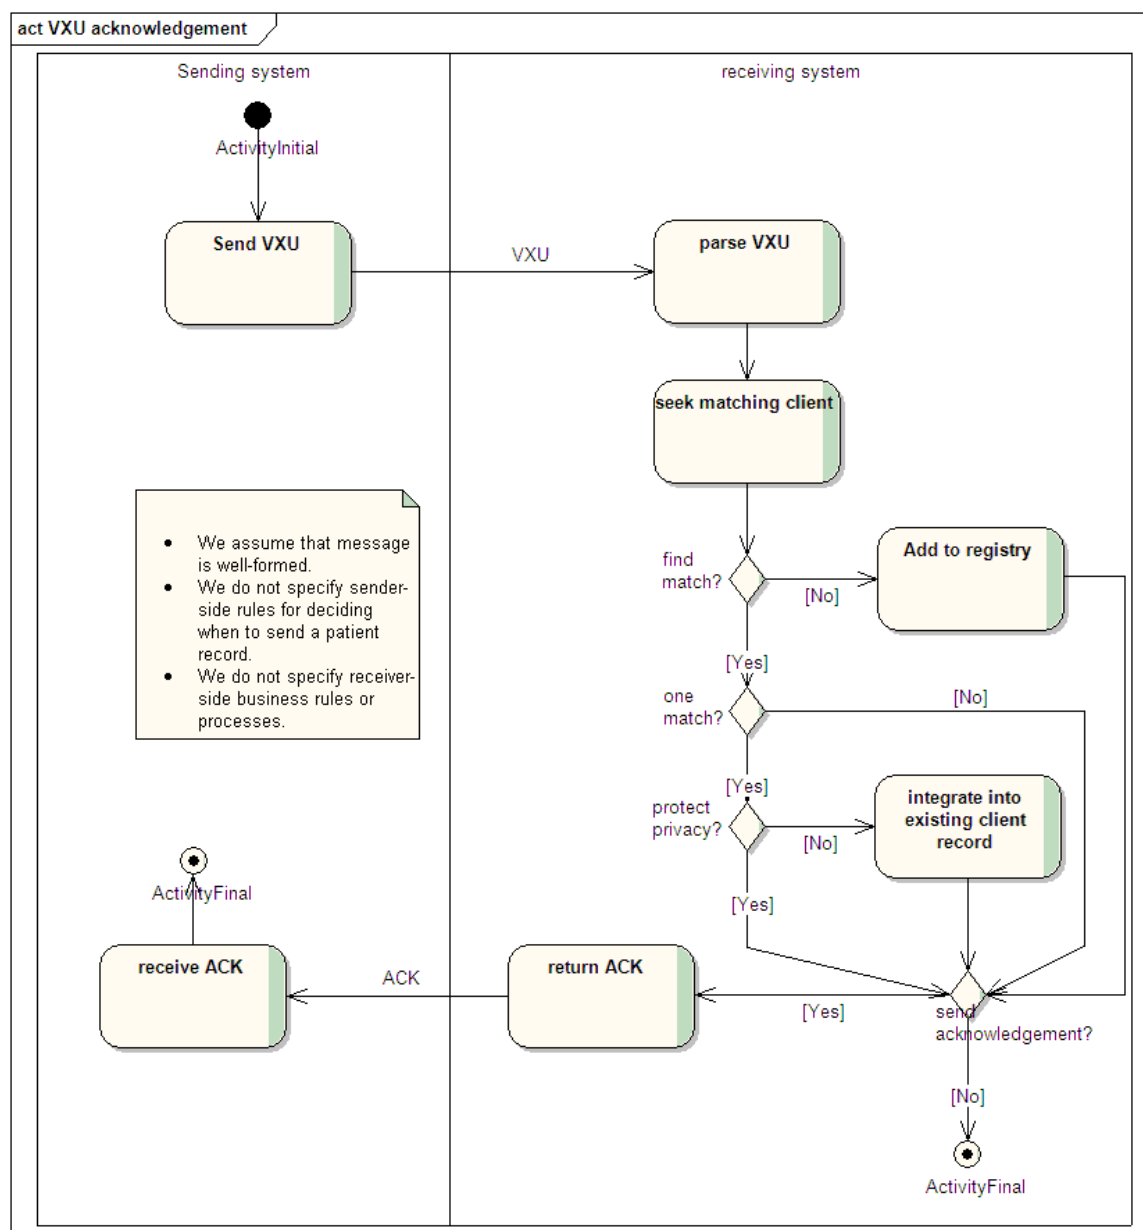 act VXU acknowledgement
Sending system
receiving system
ActivityInitial
Send VXU
VXU
parse VXU
seek matching client
find
match?
[No]
Add to registry
[Yes]
one
match?
[No]
[Yes]
protect
privacy?
[No]
integrate into
existing client
record
[Yes]
• We assume that message
is well-formed.
• We do not specify sender-
side rules for deciding
when to send a patient
record.
• We do not specify receiver-
side business rules or
processes.
ActivityFinal
receive ACK
ACK
return ACK
[Yes]
send
acknowledgement?
[No]
ActivityFinal